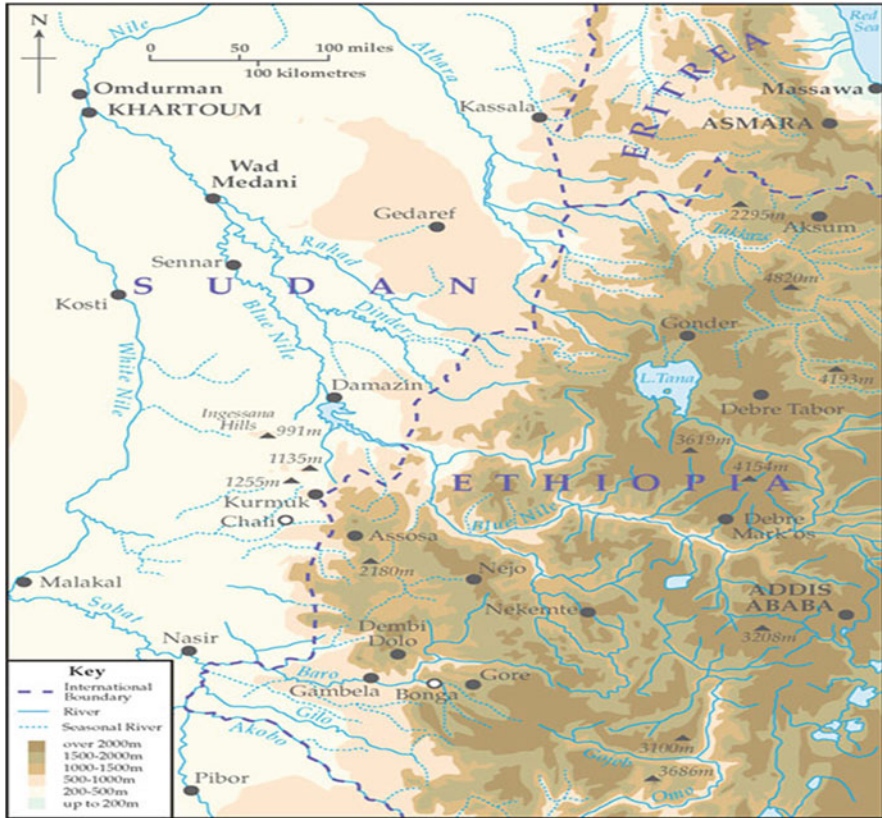 N
Nile
0 50 100 miles
100 kilometres
Atbara
Red
Sea
Omdurman
KHARTOUM
Kassala
ERITREA
Massawa
ASMARA
Wad
Medani
Gedaref
2295m
Aksum
Takkaze
Rahad
Sennar
SUDAN
4820m
Kosti
Dinder
Blue Nile
Gonder
White Nile
L.Tana
4193m
Damazin
Debre Tabor
Ingessana
Hills
991m
3619m
1135m
4154m
1255m
ETHIOPIA
Kurmuk
Chali
Blue Nile
Debre
Mark'os
Assosa
2180m
Nejo
Malakal
ADDIS
ABABA
Sobat
Nekemte
3208m
Dembi
Dolo
Nasir
Baro
Gambela
Bonga
Gore
Gilo
Akobo
3100m
Gojeb
3686m
Omo
Pibor
Key
International
Boundary
River
Seasonal River
over 2000m
1500-2000m
1000-1500m
500-1000m
200-500m
up to 200m